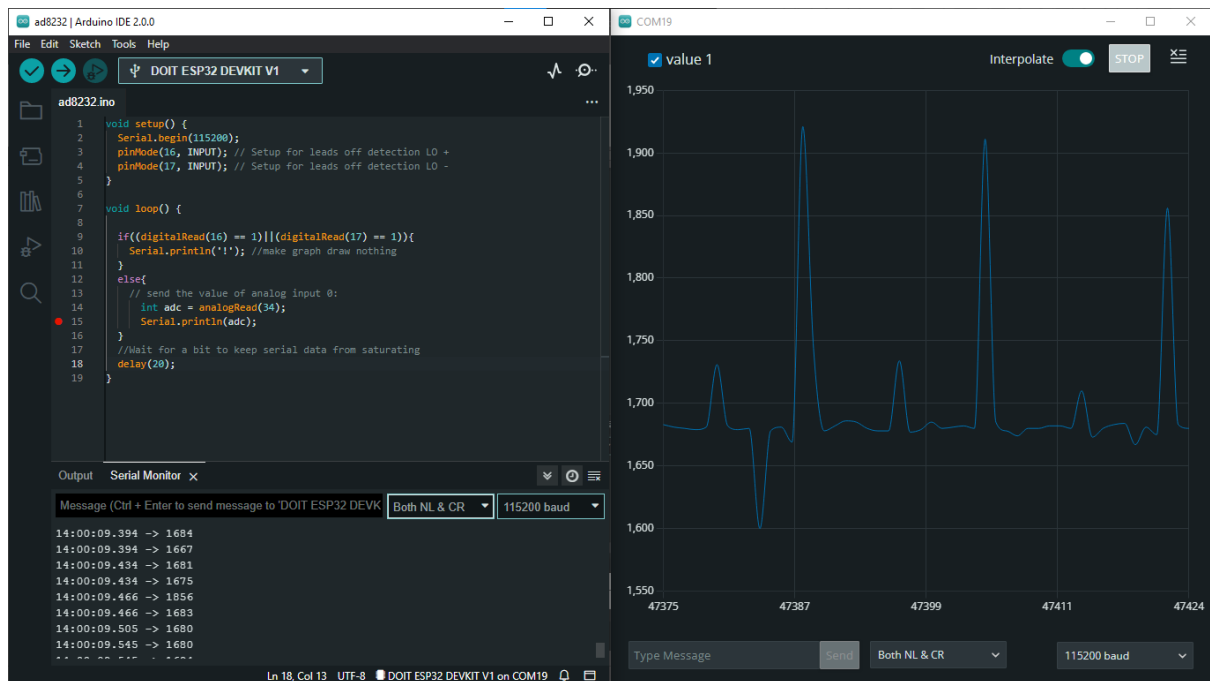 ad8232 | Arduino IDE 2.0.0
File Edit Sketch Tools Help
DOIT ESP32 DEVKIT V1
ad8232.ino
1 void setup() {
2 Serial.begin(115200);
3 pinMode(16, INPUT); // Setup for leads off detection LO +
4 pinMode(17, INPUT); // Setup for leads off detection LO -
5 }
6
7 void loop() {
8
9 if((digitalRead(16) == 1)||(digitalRead(17) == 1)){
10 Serial.println('!'); //make graph draw nothing
11 }
12 else{
13 // send the value of analog input 0:
14 int adc = analogRead(34);
15 Serial.println(adc);
16 }
17 //Wait for a bit to keep serial data from saturating
18 delay(20);
19 }
Output Serial Monitor
Message (Ctrl + Enter to send message to 'DOIT ESP32 DEVK
Both NL & CR
115200 baud
14:00:09.394 -> 1684
14:00:09.394 -> 1667
14:00:09.434 -> 1681
14:00:09.434 -> 1675
14:00:09.466 -> 1856
14:00:09.466 -> 1683
14:00:09.505 -> 1680
14:00:09.545 -> 1680
Ln 18, Col 13 UTF-8 DOIT ESP32 DEVKIT V1 on COM19
COM19
value 1
Interpolate
STOP
1,950
1,900
1,850
1,800
1,750
1,700
1,650
1,600
1,550
47375 47387 47399 47411 47424
Type Message
Send
Both NL & CR
115200 baud